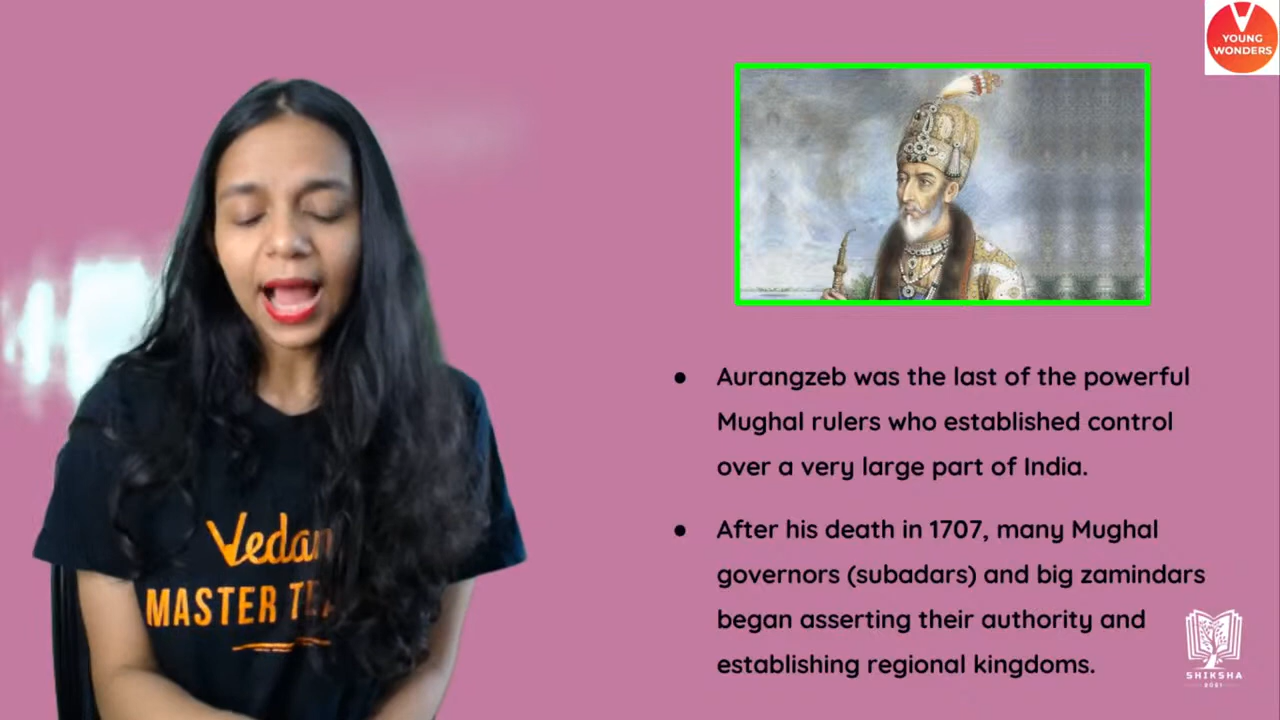 YOUNG
WONDERS
Aurangzeb was the last of the powerful
Mughal rulers who established control
over a very large part of India.
After his death in 1707, many Mughal
governors (subadars) and big zamindars
began asserting their authority and
establishing regional kingdoms.
Vedan
MASTER TE
SHIKSHA
2021